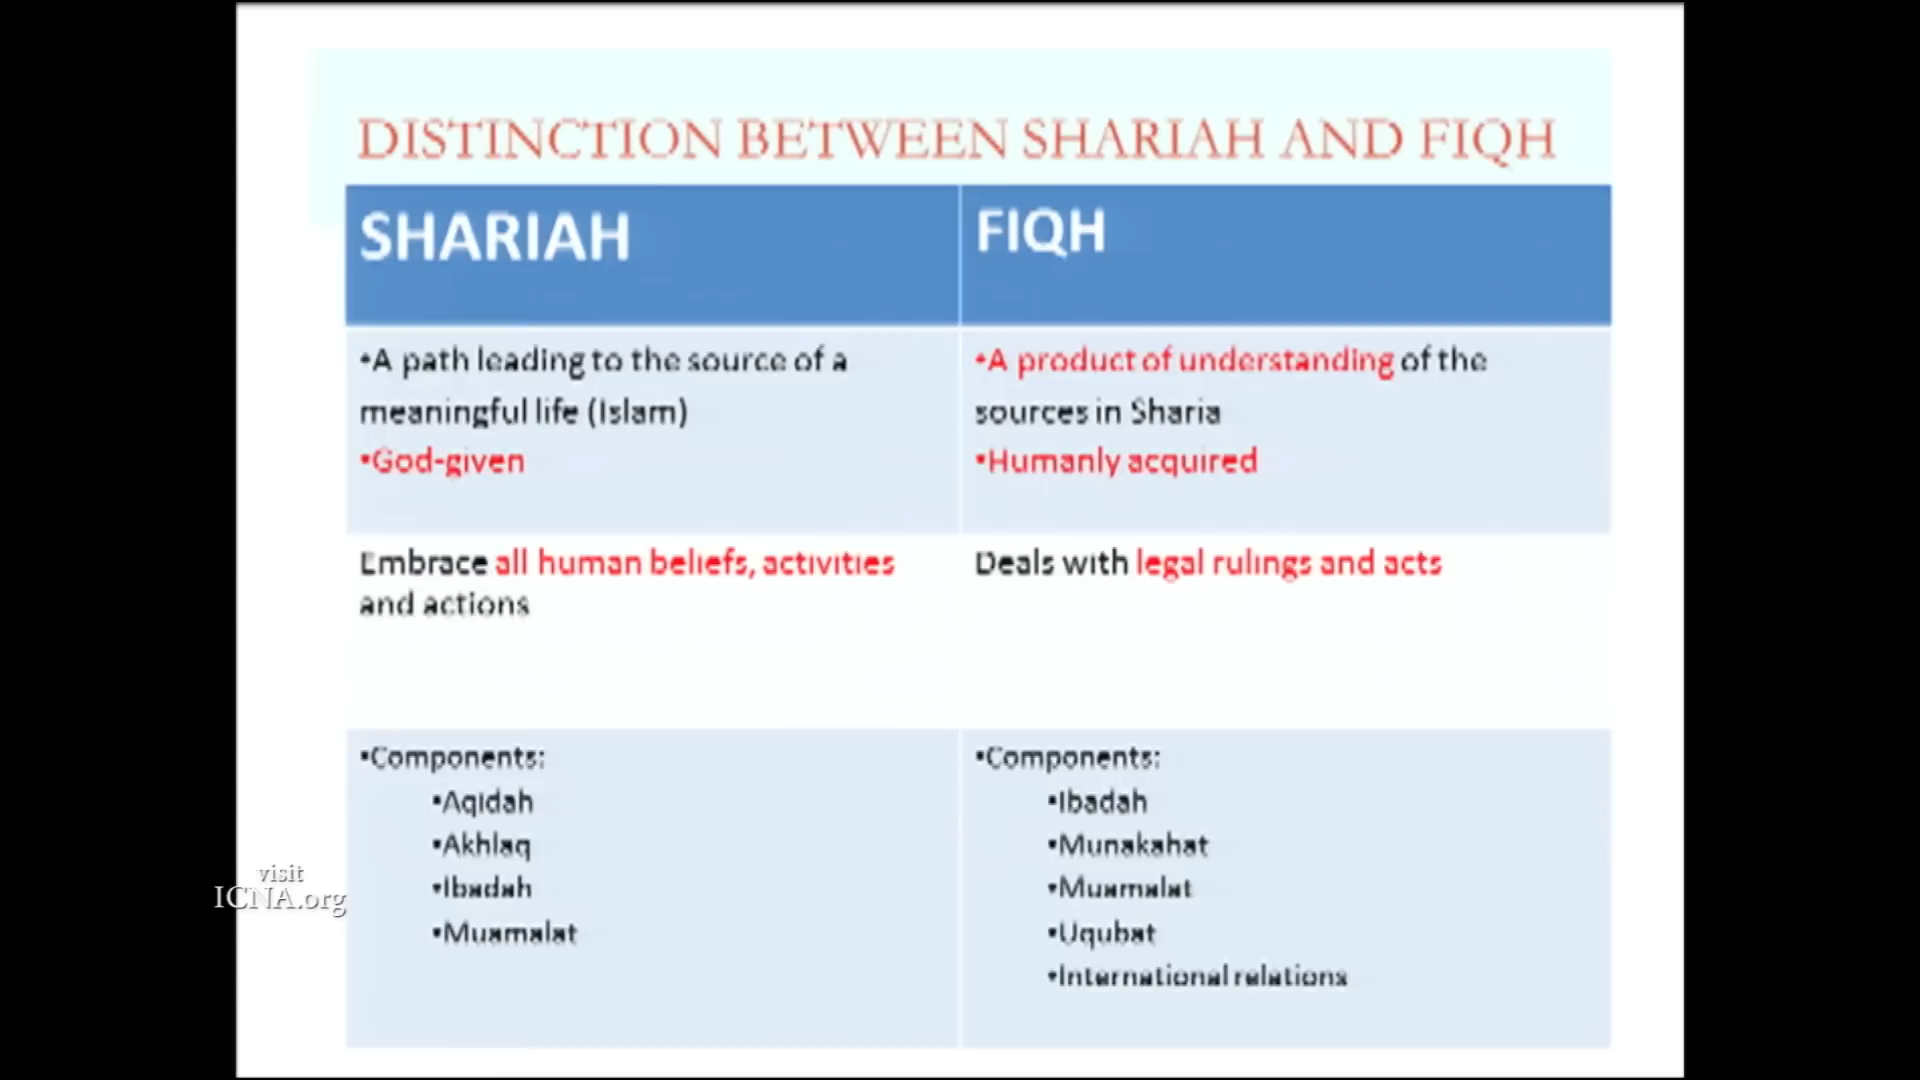 DISTINCTION BETWEEN SHARIAH AND FIQH
SHARIAH
FIQH
•A path leading to the source of a
meaningful life (Islam)
•God-given
•A product of understanding of the
sources in Sharia
•Humanly acquired
Embrace all human beliefs, activities
and actions
Deals with legal rulings and acts
•Components:
•Aqidah
•Akhlaq
•Ibadah
•Muamalat
•Components:
•Ibadah
•Munakahat
•Muamalat
•Uqubat
•International relations
visit
ICNA.org